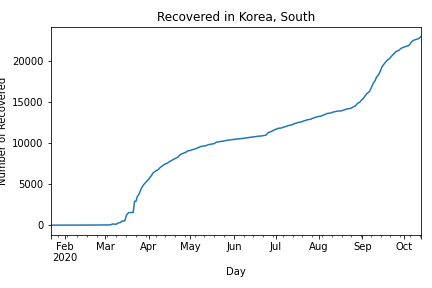 Recovered in Korea, South
Number of Recovered
20000
15000
10000
5000
0
Feb Mar Apr May Jun Jul Aug Sep Oct
2020
Day